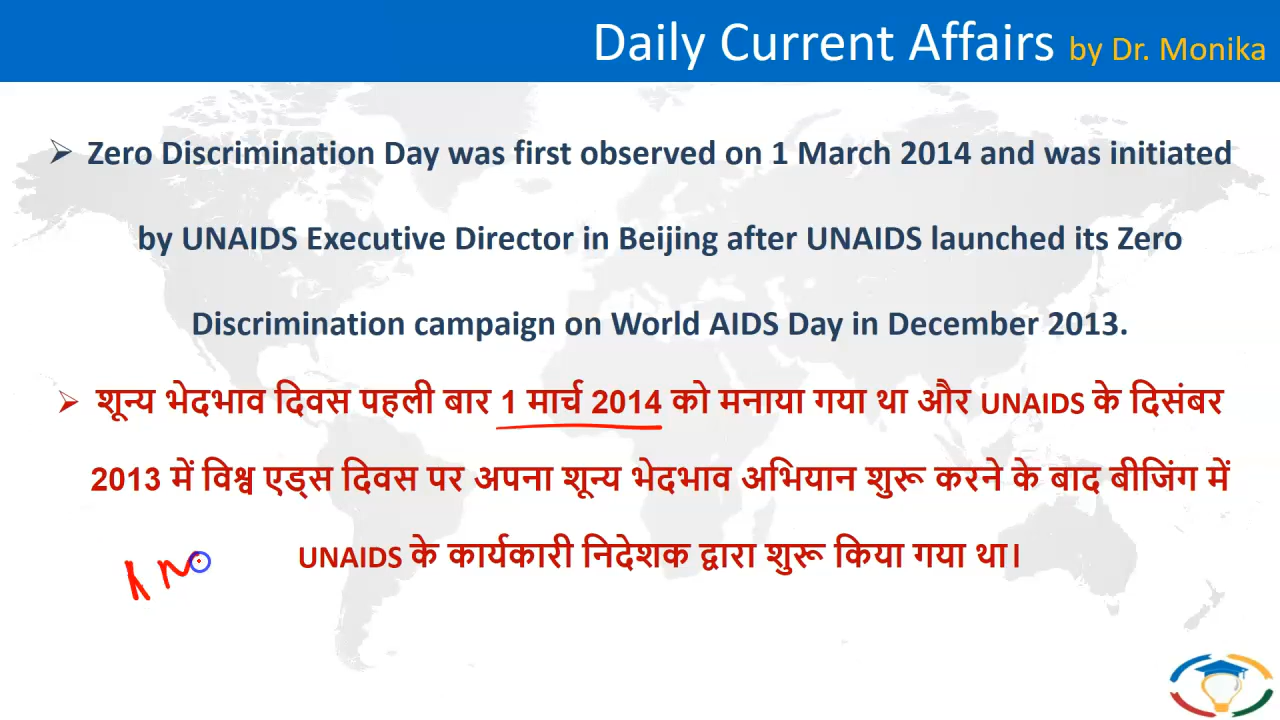 Daily Current Affairs by Dr. Monika
➢ Zero Discrimination Day was first observed on 1 March 2014 and was initiated
by UNAIDS Executive Director in Beijing after UNAIDS launched its Zero
Discrimination campaign on World AIDS Day in December 2013.
➢ शून्य भेदभाव दिवस पहली बार 1 मार्च 2014 को मनाया गया था और UNAIDS के दिसंबर
2013 में विश्व एड्स दिवस पर अपना शून्य भेदभाव अभियान शुरू करने के बाद बीजिंग में
UNAIDS के कार्यकारी निदेशक द्वारा शुरू किया गया था।